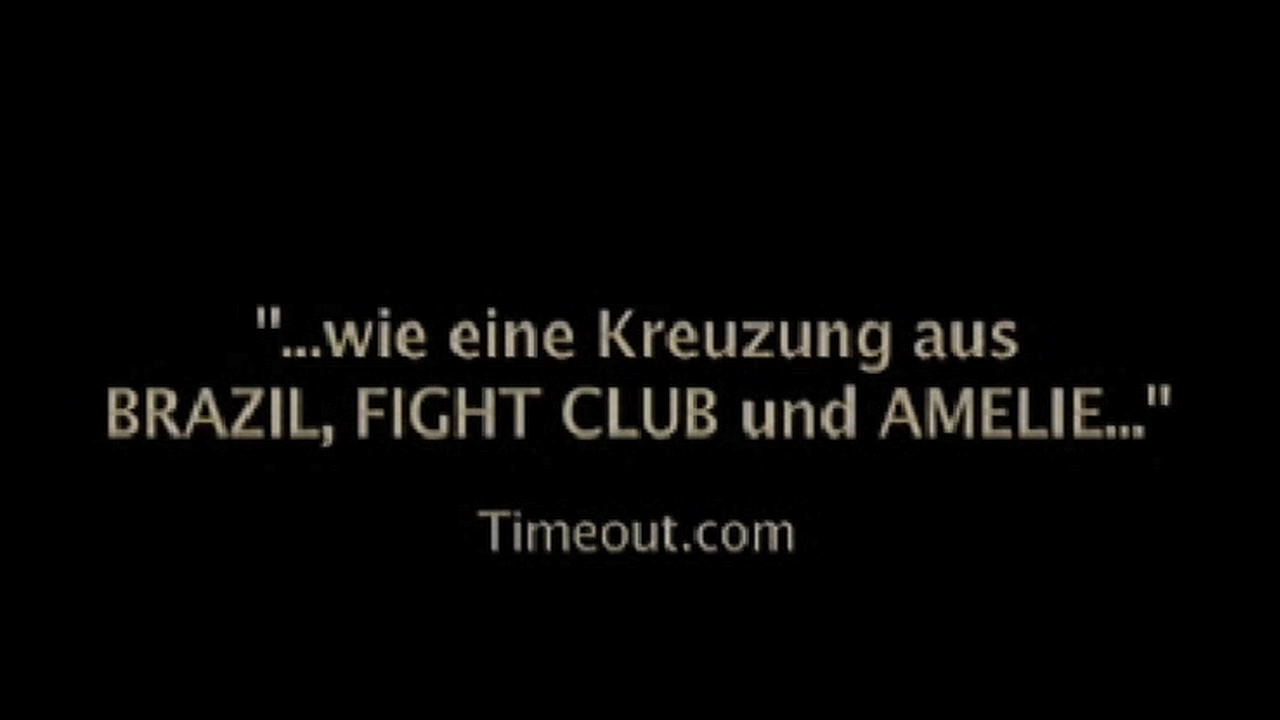 "...wie eine Kreuzung aus
BRAZIL, FIGHT CLUB und AMELIE..."
Timeout.com